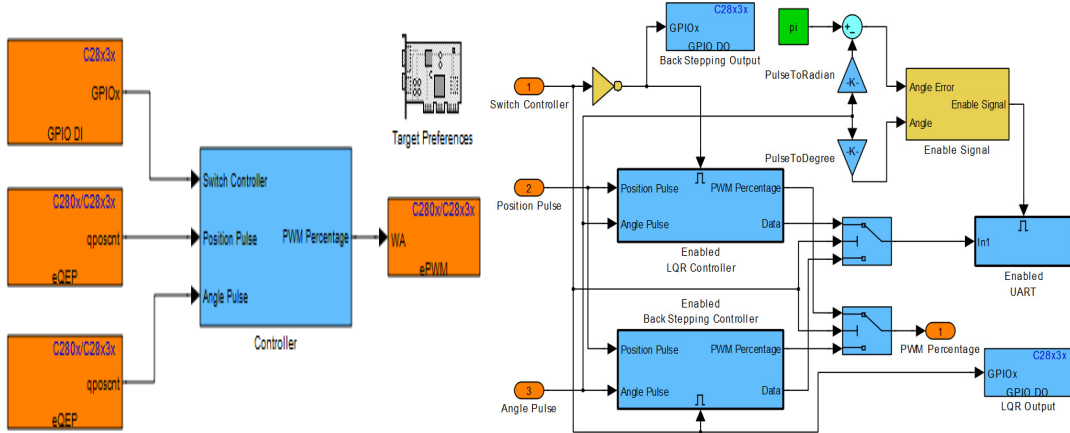 C28x3x
GPIOx
GPIO DI
C280x/C28x3x
qposcnt
eQEP
C280x/C28x3x
qposcnt
eQEP
Switch Controller
Position Pulse
Angle Pulse
PWM Percentage
Controller
Target Preferences
C280x/C28x3x
WA
ePWM
C28x3x
GPIOx
GPIO DO
Back Stepping Output
pi
+
-
PulseToRadian
-K-
PulseToDegree
-K-
Angle Error
Angle
Enable Signal
Enable Signal
1
Switch Controller
2
Position Pulse
3
Angle Pulse
Position Pulse
Angle Pulse
PWM Percentage
Data
Enabled
LQR Controller
Enabled
Back Stepping Controller
Position Pulse
Angle Pulse
PWM Percentage
Data
In1
Enabled
UART
1
PWM Percentage
C28x3x
GPIOx
GPIO DO
LQR Output